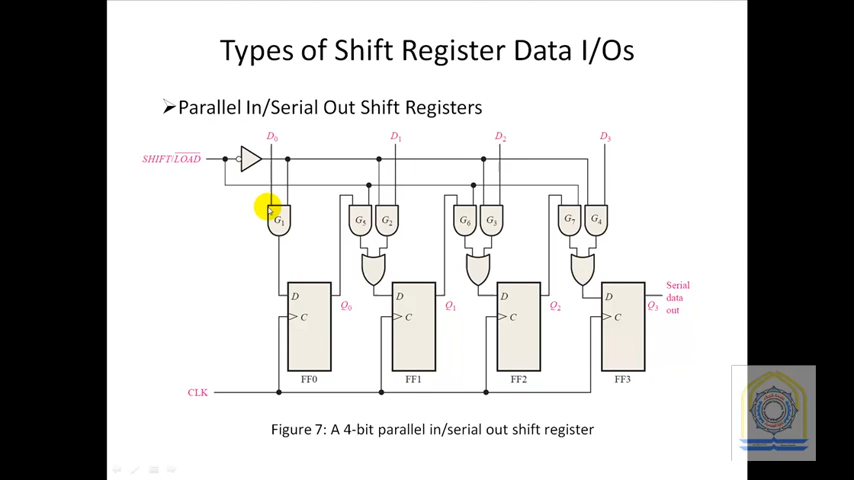 Types of Shift Register Data I/Os
➢Parallel In/Serial Out Shift Registers
D0 D1 D2 D3
SHIFT/LOAD
G1 G5 G2 G6 G3 G7 G4
D D D D
Serial
data
out
Q0 Q1 Q2 Q3
C C C C
FF0 FF1 FF2 FF3
CLK
Figure 7: A 4-bit parallel in/serial out shift register